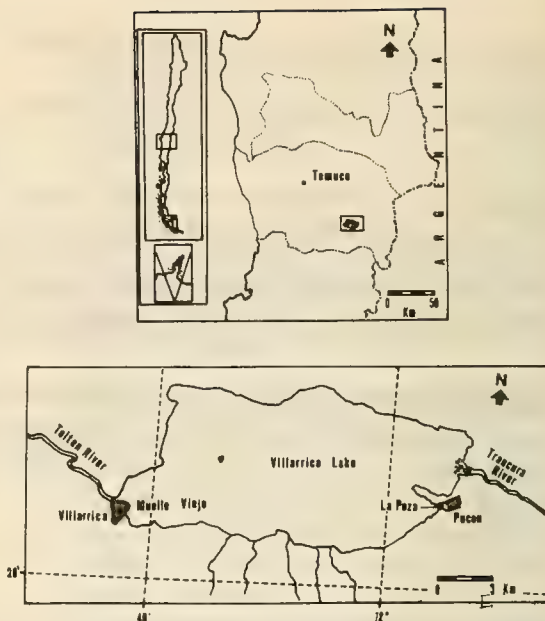 N
ARGENTINA
Temuco
0 50
Km
N
Tolten River
Villarrica Lake
Trancura River
Villarrica
Muelle Viejo
La Poza
Pucon
0 3
Km
72°